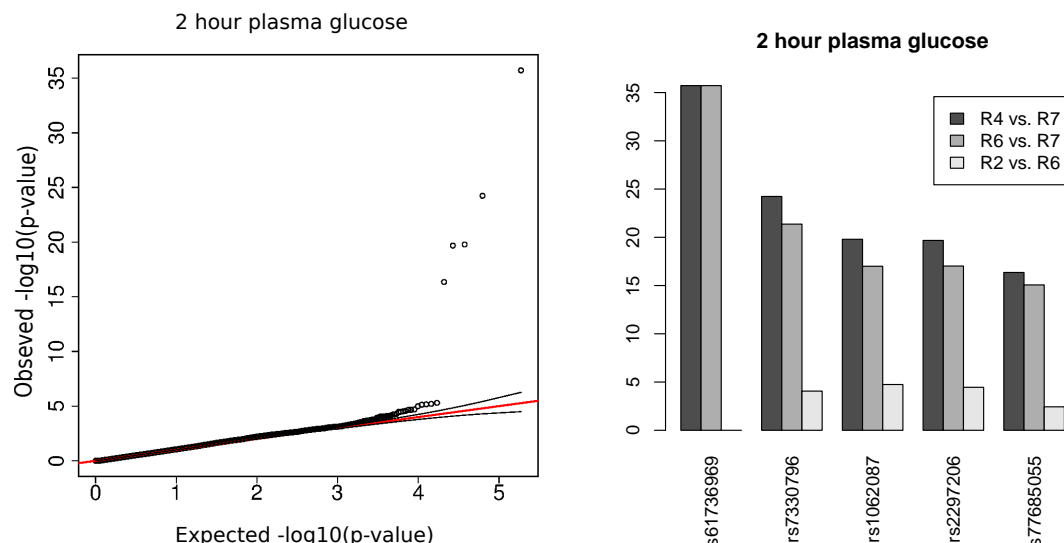 2 hour plasma glucose
Obseved -log10(p-value)
35
30
25
20
15
10
5
0
0 1 2 3 4 5
Expected -log10(p-value)
2 hour plasma glucose
R4 vs. R7
R6 vs. R7
R2 vs. R6
35
30
25
20
15
10
5
0
s61736969
rs7330796
rs1062087
rs2297206
s77685055